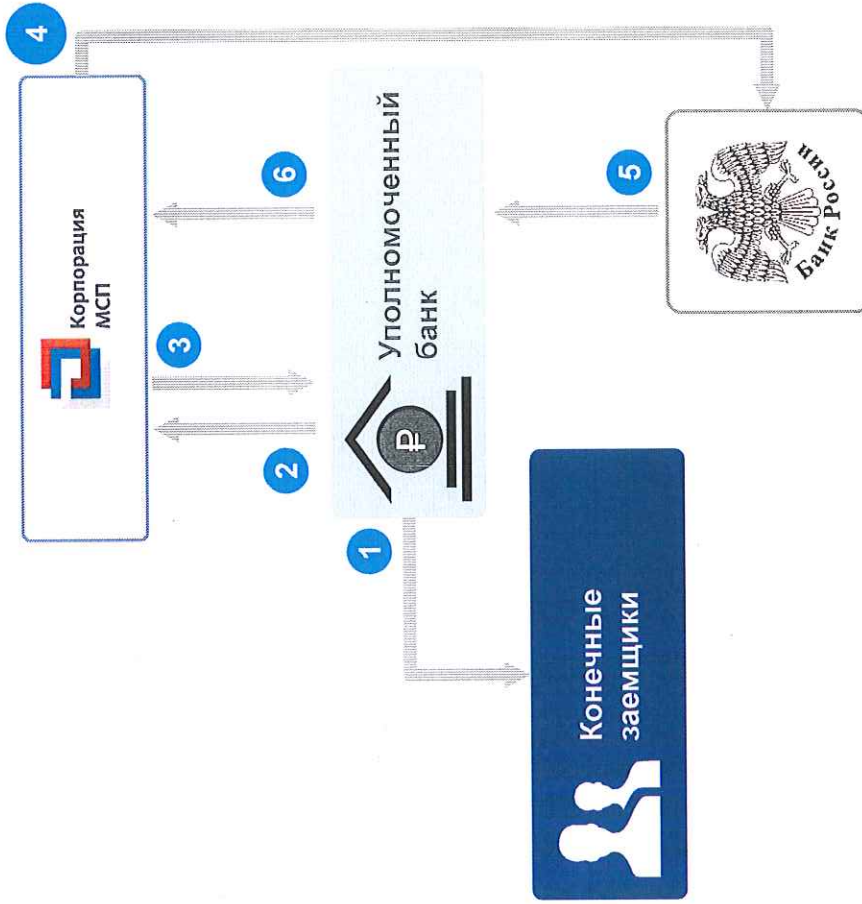 4
Корпорация
МСП
2
3
6
Уполномоченный
банк
₽
1
5
Конечные
заемщики
Банк России